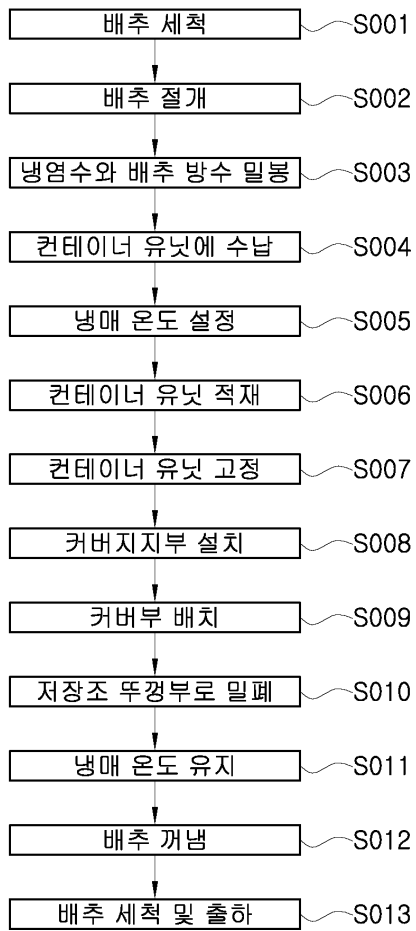 배추 세척 S001
배추 절개 S002
냉염수와 배추 방수 밀봉 S003
컨테이너 유닛에 수납 S004
냉매 온도 설정 S005
컨테이너 유닛 적재 S006
컨테이너 유닛 고정 S007
커버지지부 설치 S008
커버부 배치 S009
저장조 뚜껑부로 밀폐 S010
냉매 온도 유지 S011
배추 꺼냄 S012
배추 세척 및 출하 S013